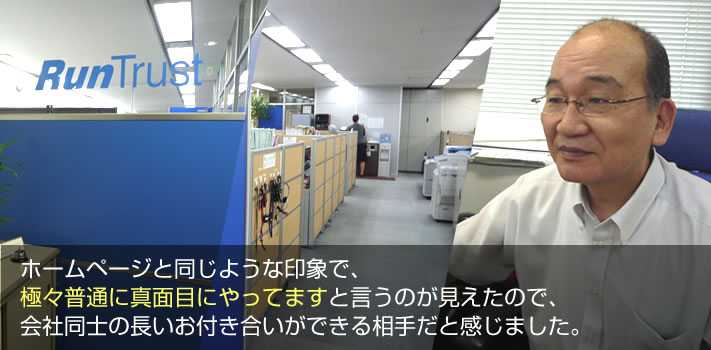 RunTrust
ホームページと同じような印象で、
極々普通に真面目にやってますと言うのが見えたので、
会社同士の長いお付き合いができる相手だと感じました。